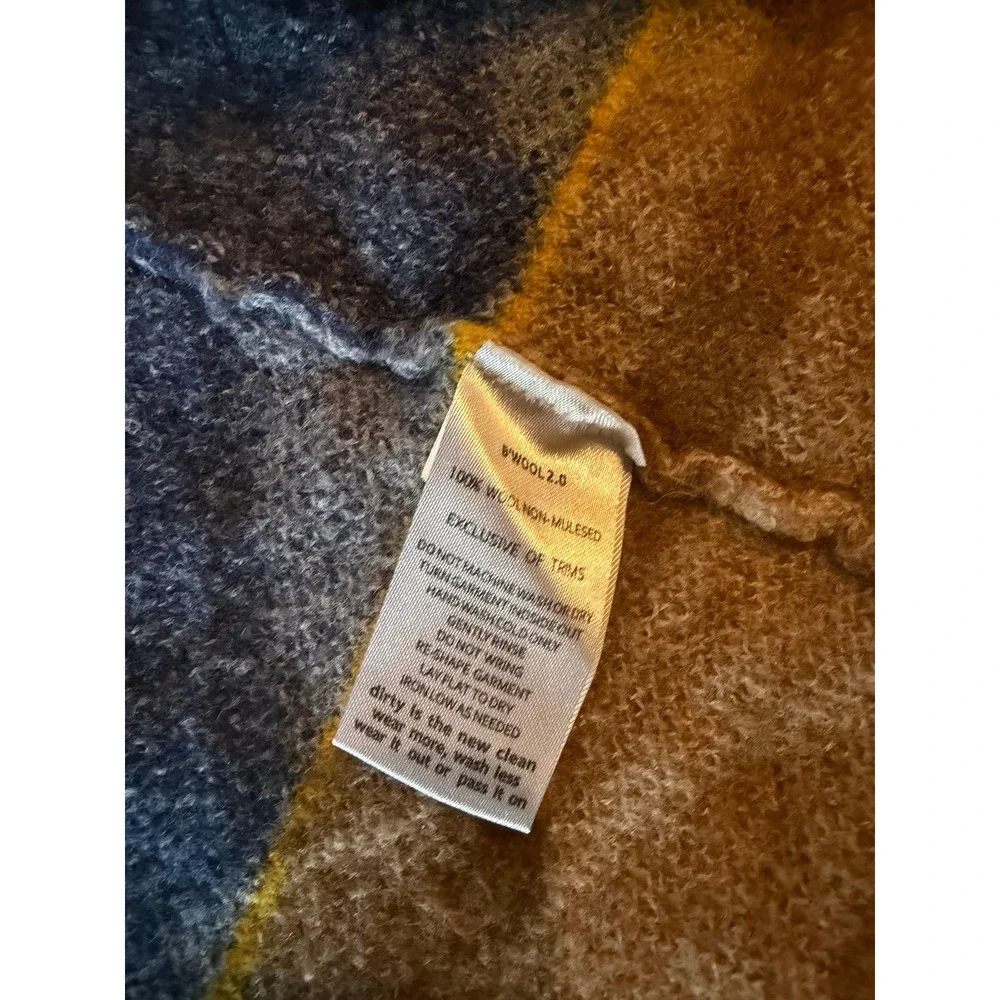 B'WOOL 2.0
100% WOOL NON-MULESED
EXCLUSIVE OF TRIMS
DO NOT MACHINE WASH OR DRY
TURN GARMENT INDSIDE OUT
HAND WASH COLD ONLY
GENTLY RINSE
DO NOT WRING
RE-SHAPE GARMENT
LAY FLAT TO DRY
IRON LOW AS NEEDED
dirty is the new clean
wear more, wash less
wear it out or pass it on